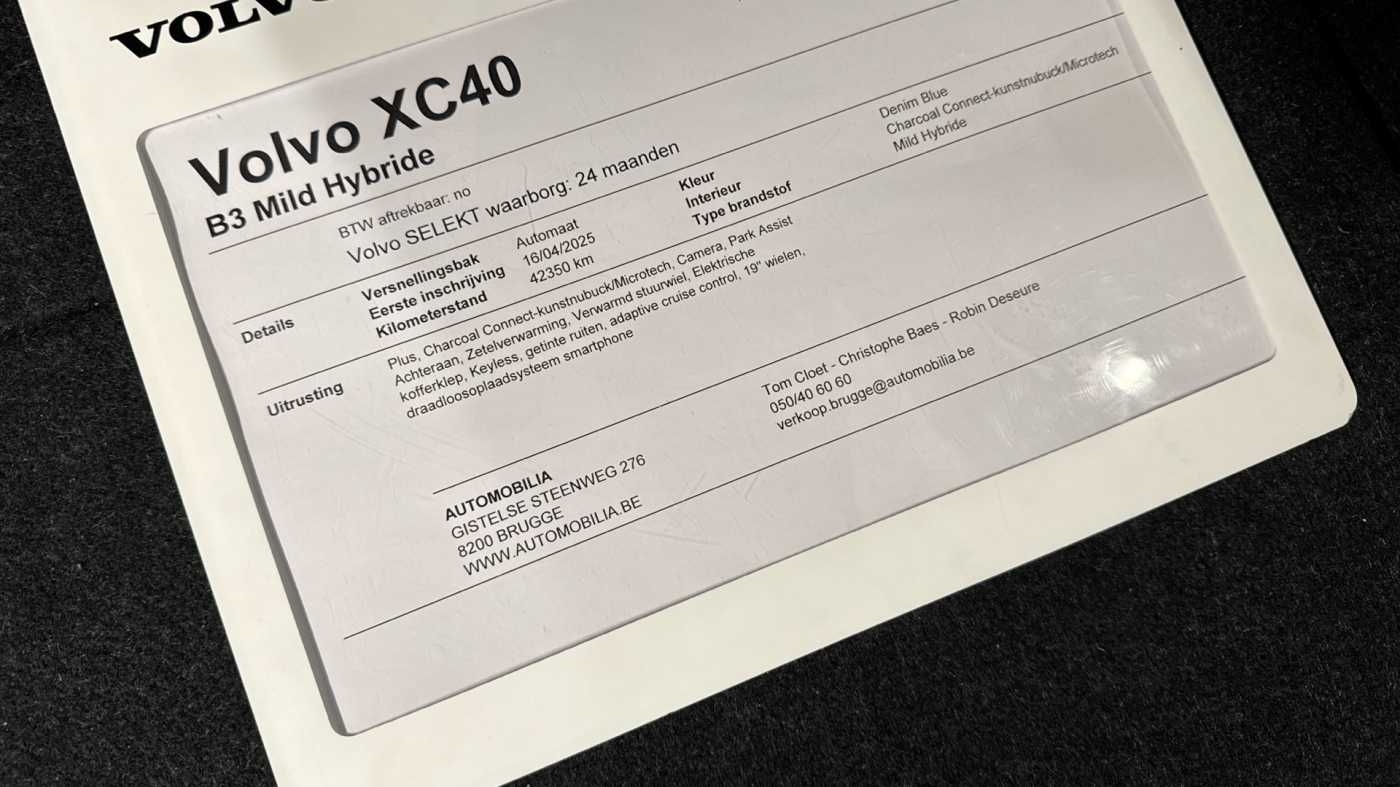 VOLVO
Volvo XC40
B3 Mild Hybride
BTW aftrekbaar: no
Volvo SELEKT waarborg: 24 maanden
Details
Versnellingsbak Automaat
Eerste inschrijving 16/04/2025
Kilometerstand 42350 km
Kleur Denim Blue
Interieur Charcoal Connect-kunstnubuck/Microtech
Type brandstof Mild Hybride
Uitrusting
Plus, Charcoal Connect-kunstnubuck/Microtech, Camera, Park Assist
Achteraan, Zetelverwarming, Verwarmd stuurwiel, Elektrische
kofferklep, Keyless, getinte ruiten, adaptive cruise control, 19" wielen,
draadloosoplaadsysteem smartphone
AUTOMOBILIA
GISTELSE STEENWEG 276
8200 BRUGGE
WWW.AUTOMOBILIA.BE
Tom Cloet - Christophe Baes - Robin Deseure
050/40 60 60
verkoop.brugge@automobilia.be